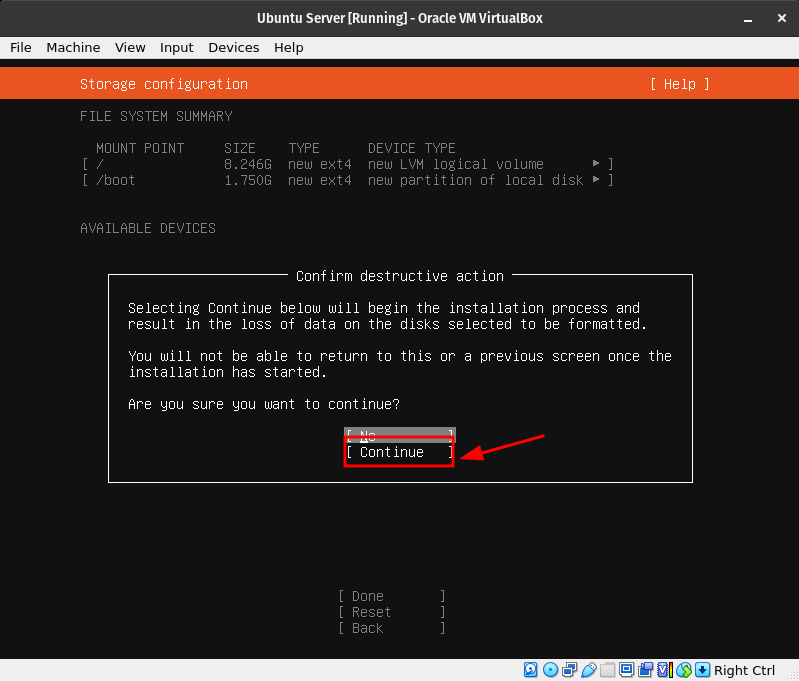 Ubuntu Server [Running] - Oracle VM VirtualBox
File Machine View Input Devices Help
Storage configuration [ Help ]
FILE SYSTEM SUMMARY
MOUNT POINT SIZE TYPE DEVICE TYPE
[ / 8.246G new ext4 new LVM logical volume ▸ ]
[ /boot 1.750G new ext4 new partition of local disk ▸ ]
AVAILABLE DEVICES
Confirm destructive action
Selecting Continue below will begin the installation process and
result in the loss of data on the disks selected to be formatted.
You will not be able to return to this or a previous screen once the
installation has started.
Are you sure you want to continue?
[ No ]
[ Continue ]
[ Done ]
[ Reset ]
[ Back ]
Right Ctrl